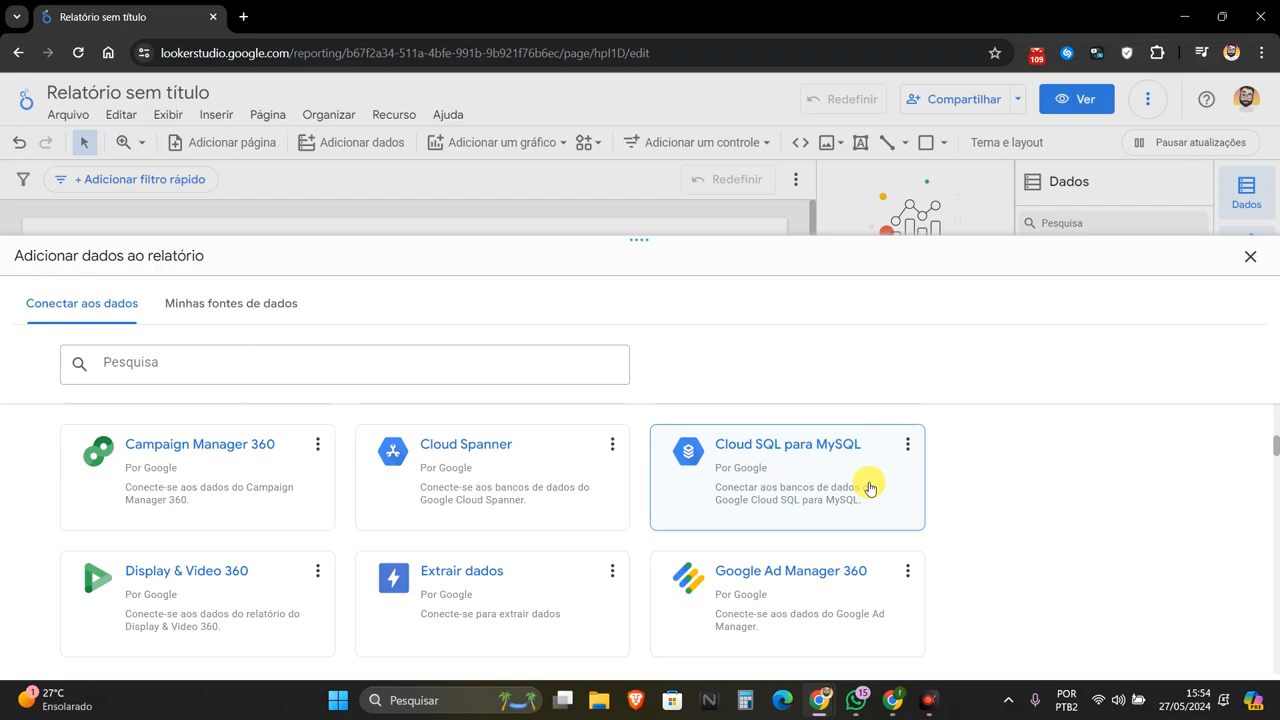 Relatório sem título
lookerstudio.google.com/reporting/b67f2a34-511a-4bfe-991b-9b921f76b6ec/page/hpl1D/edit
109
Relatório sem título
Redefinir
Compartilhar
Ver
Arquivo Editar Exibir Inserir Página Organizar Recurso Ajuda
Adicionar página
Adicionar dados
Adicionar um gráfico
Adicionar um controle
Tema e layout
Pausar atualizações
+ Adicionar filtro rápido
Redefinir
Dados
Dados
Pesquisa
Adicionar dados ao relatório
Conectar aos dados
Minhas fontes de dados
Pesquisa
Campaign Manager 360
Por Google
Conecte-se aos dados do Campaign
Manager 360.
Cloud Spanner
Por Google
Conecte-se aos bancos de dados do
Google Cloud Spanner.
Cloud SQL para MySQL
Por Google
Conectar aos bancos de dados
Google Cloud SQL para MySQL.
Display & Video 360
Por Google
Conecte-se aos dados do relatório do
Display & Video 360.
Extrair dados
Por Google
Conecte-se para extrair dados
Google Ad Manager 360
Por Google
Conecte-se aos dados do Google Ad
Manager.
1
27°C
Ensolarado
Pesquisar
15
POR
PTB2
15:54
27/05/2024